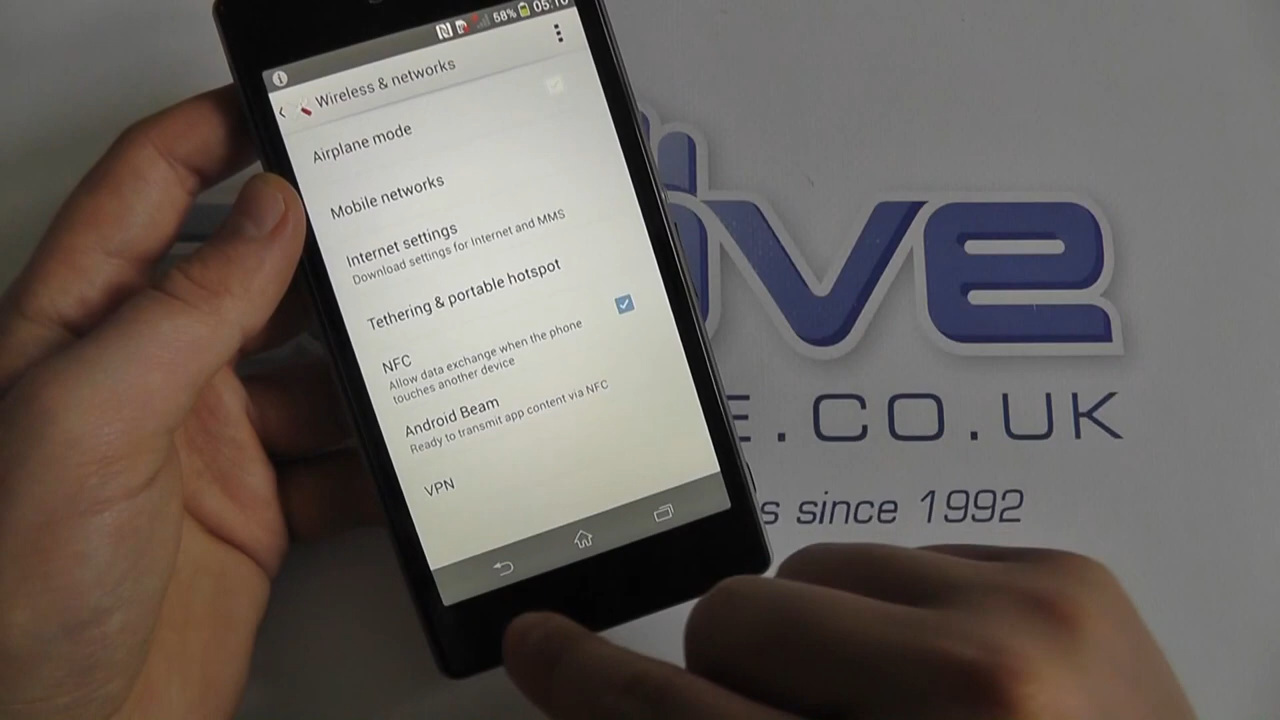 58% 05:10
Wireless & networks
Airplane mode
Mobile networks
Internet settings
Download settings for Internet and MMS
Tethering & portable hotspot
NFC
Allow data exchange when the phone
touches another device
Android Beam
Ready to transmit app content via NFC
VPN
ve
E.CO.UK
s since 1992